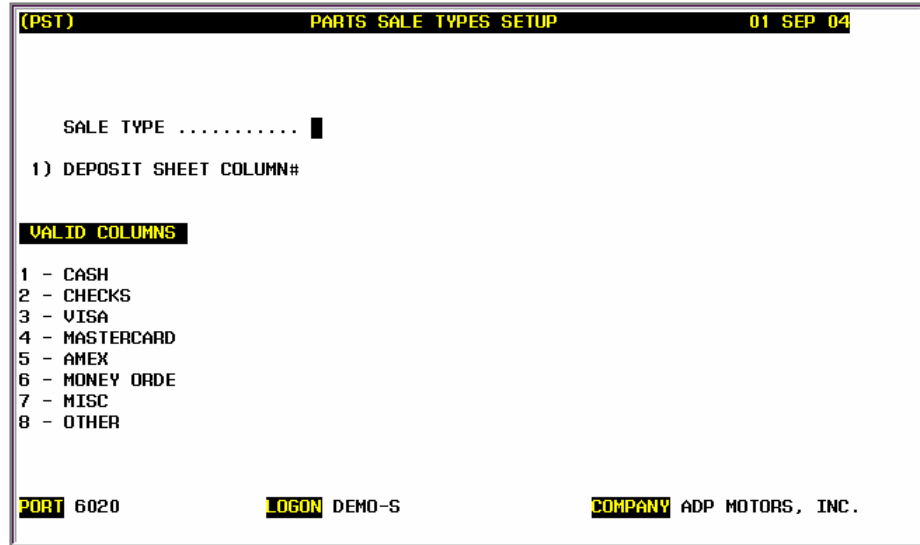 (PST) PARTS SALE TYPES SETUP 01 SEP 04
SALE TYPE ...........
1) DEPOSIT SHEET COLUMN#
VALID COLUMNS
1 - CASH
2 - CHECKS
3 - VISA
4 - MASTERCARD
5 - AMEX
6 - MONEY ORDE
7 - MISC
8 - OTHER
PORT 6020 LOGON DEMO-S COMPANY ADP MOTORS, INC.